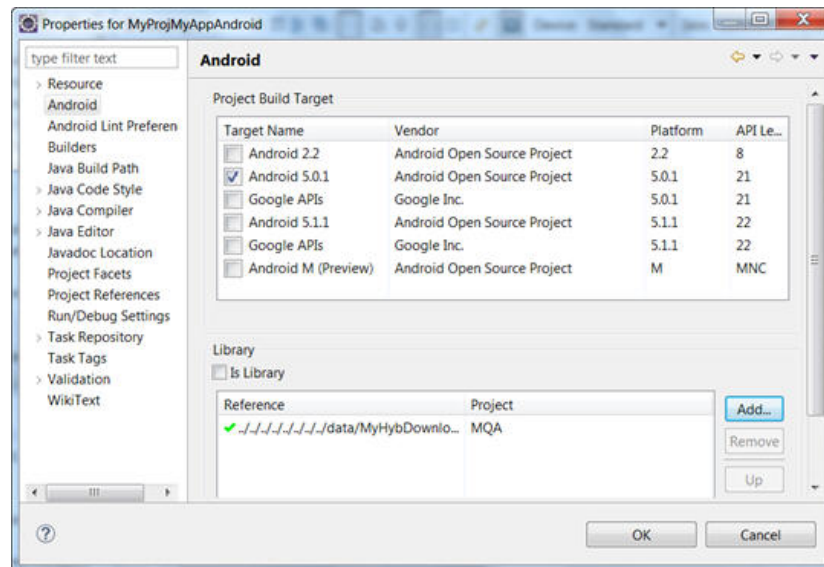 Properties for MyProjMyAppAndroid
type filter text
Resource
Android
Android Lint Preferen
Builders
Java Build Path
Java Code Style
Java Compiler
Java Editor
Javadoc Location
Project Facets
Project References
Run/Debug Settings
Task Repository
Task Tags
Validation
WikiText
Android
Project Build Target
Target Name Vendor Platform API Le...
Android 2.2 Android Open Source Project 2.2 8
Android 5.0.1 Android Open Source Project 5.0.1 21
Google APIs Google Inc. 5.0.1 21
Android 5.1.1 Android Open Source Project 5.1.1 22
Google APIs Google Inc. 5.1.1 22
Android M (Preview) Android Open Source Project M MNC
Library
Is Library
Reference Project
../../../../../../../../data/MyHybDownlo... MQA
Add...
Remove
Up
OK Cancel